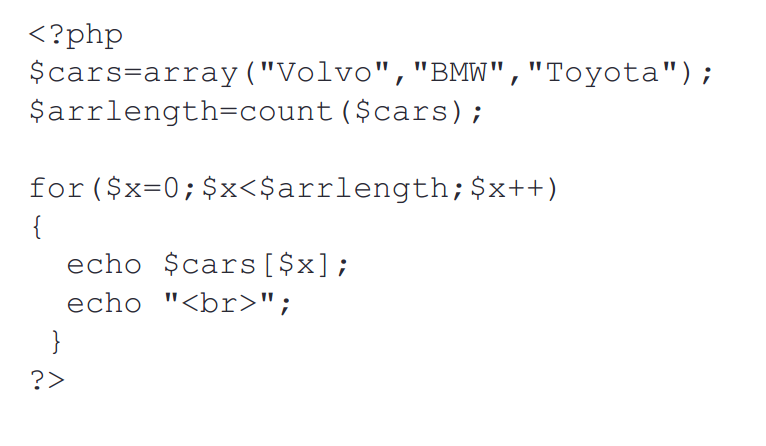 <?php
$cars=array("Volvo","BMW","Toyota");
$arrlength=count($cars);

for($x=0;$x<$arrlength;$x++)
{
  echo $cars[$x];
  echo "<br>";
 }
?>